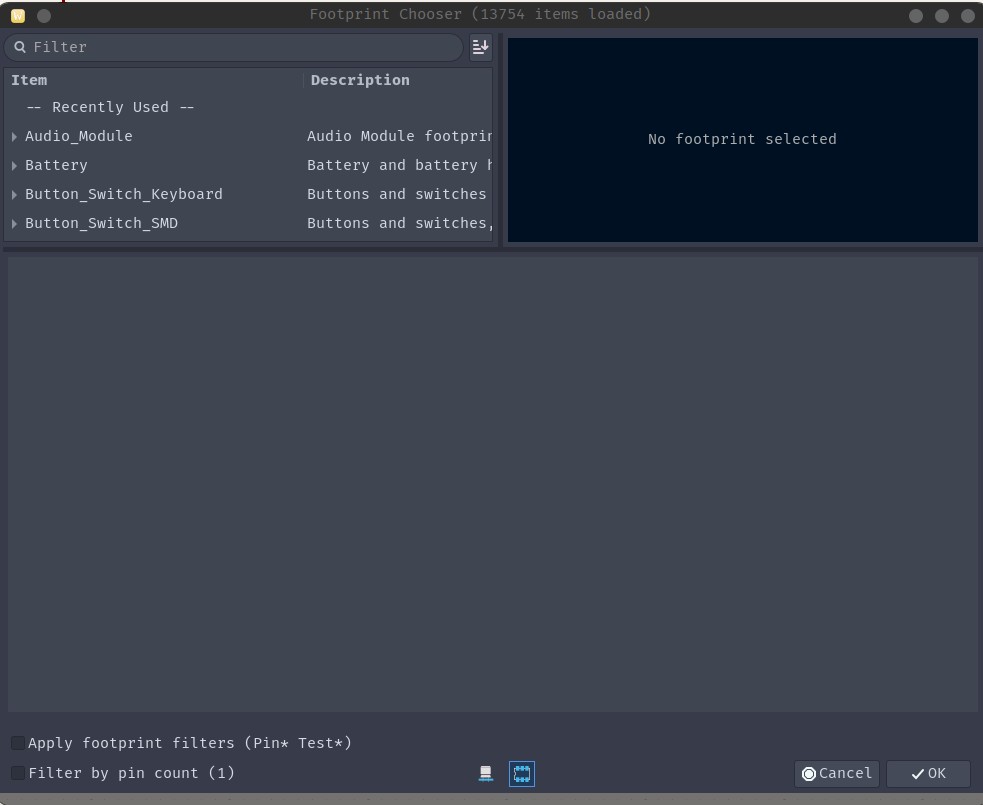 Footprint Chooser (13754 items loaded)
Filter
Item Description
-- Recently Used --
Audio_Module Audio Module footprin
Battery Battery and battery h
Button_Switch_Keyboard Buttons and switches
Button_Switch_SMD Buttons and switches,
No footprint selected
Apply footprint filters (Pin* Test*)
Filter by pin count (1)
Cancel OK